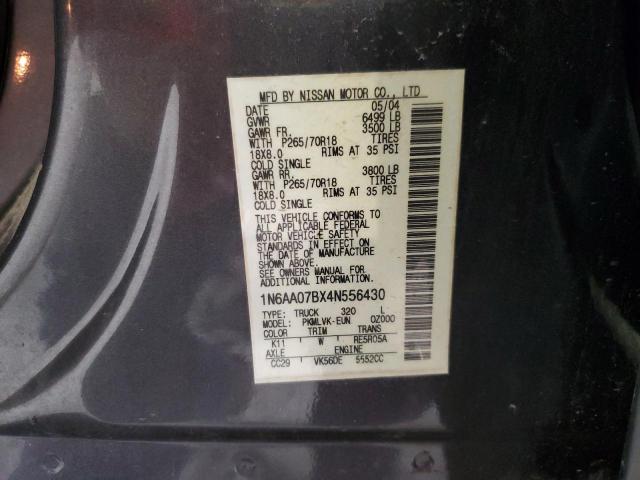 MFD BY NISSAN MOTOR CO., LTD
DATE 05/04
GVWR 6499 LB
GAWR FR. 3500 LB
WITH P265/70R18 TIRES
18X8.0 RIMS AT 35 PSI
COLD SINGLE
GAWR RR. 3800 LB
WITH P265/70R18 TIRES
18X8.0 RIMS AT 35 PSI
COLD SINGLE
THIS VEHICLE CONFORMS TO
ALL APPLICABLE FEDERAL
MOTOR VEHICLE SAFETY
STANDARDS IN EFFECT ON
THE DATE OF MANUFACTURE
SHOWN ABOVE.
SEE OWNERS MANUAL FOR
ADDITIONAL INFORMATION.
1N6AA07BX4N556430
TYPE: TRUCK 320 L
MODEL: PKMLVK-EUN 0Z000
COLOR TRIM TRANS
K11 W RE5R05A
AXLE ENGINE
CC29 VK56DE 5552CC